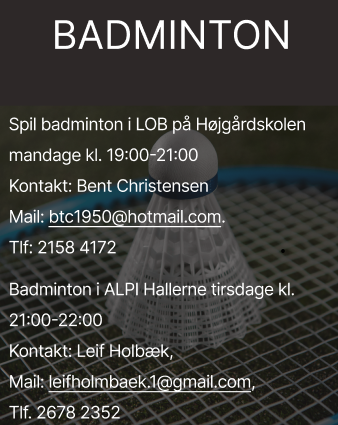 BADMINTON
Spil badminton i LOB på Højgårdskolen
mandage kl. 19:00-21:00
Kontakt: Bent Christensen
Mail: btc1950@hotmail.com.
Tlf: 2158 4172
Badminton i ALPI Hallerne tirsdage kl.
21:00-22:00
Kontakt: Leif Holbæk,
Mail: leifholmbaek.1@gmail.com,
Tlf. 2678 2352